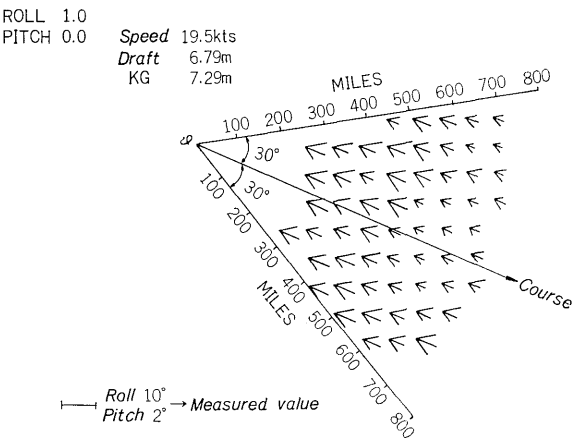 ROLL 1.0
PITCH 0.0
Speed 19.5kts
Draft 6.79m
KG 7.29m
MILES
100 200 300 400 500 600 700 800
30°
30°
100 200 300 400 500 600 700 800
MILES
Course
Roll 10°
Pitch 2° → Measured value